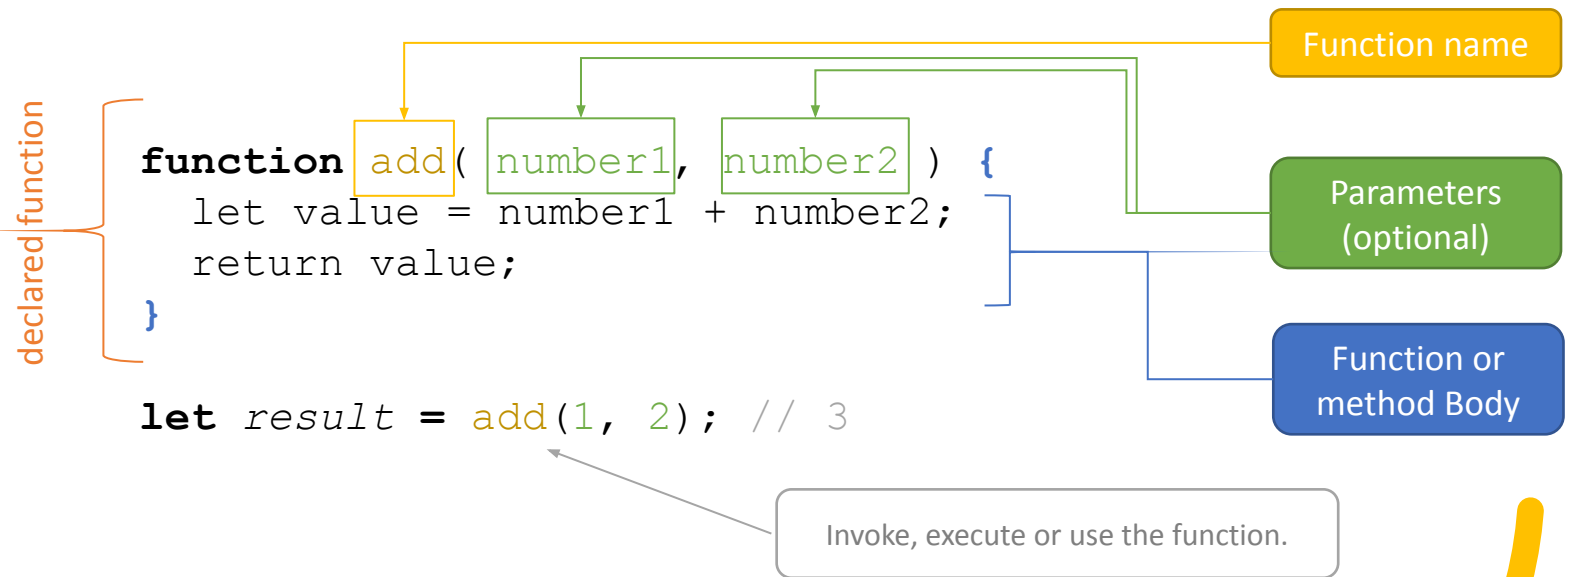 Function name
declared function
function add( number1, number2 ) {
let value = number1 + number2;
return value;
}
Parameters
(optional)
Function or
method Body
let result = add(1, 2); // 3
Invoke, execute or use the function.